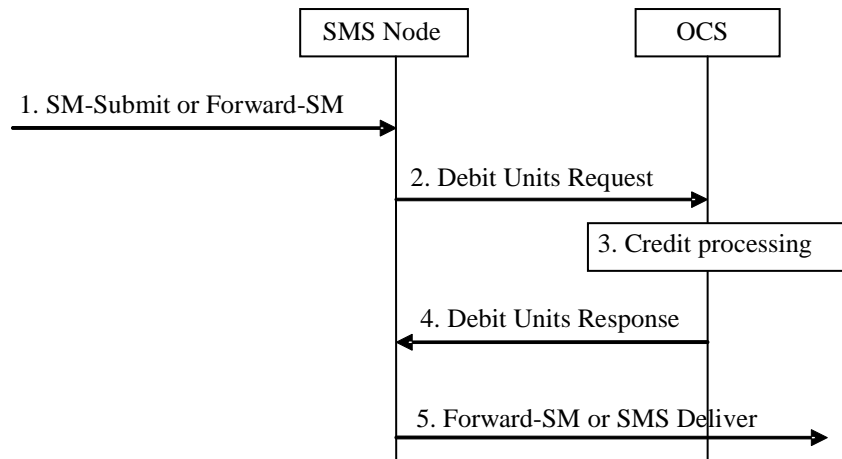 SMS Node
OCS
1. SM-Submit or Forward-SM
2. Debit Units Request
3. Credit processing
4. Debit Units Response
5. Forward-SM or SMS Deliver